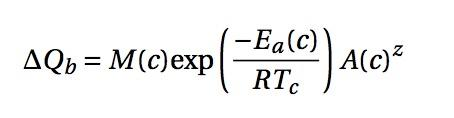 ΔQ_b = M(c)exp(−E_a(c)/RT_c) A(c)^z